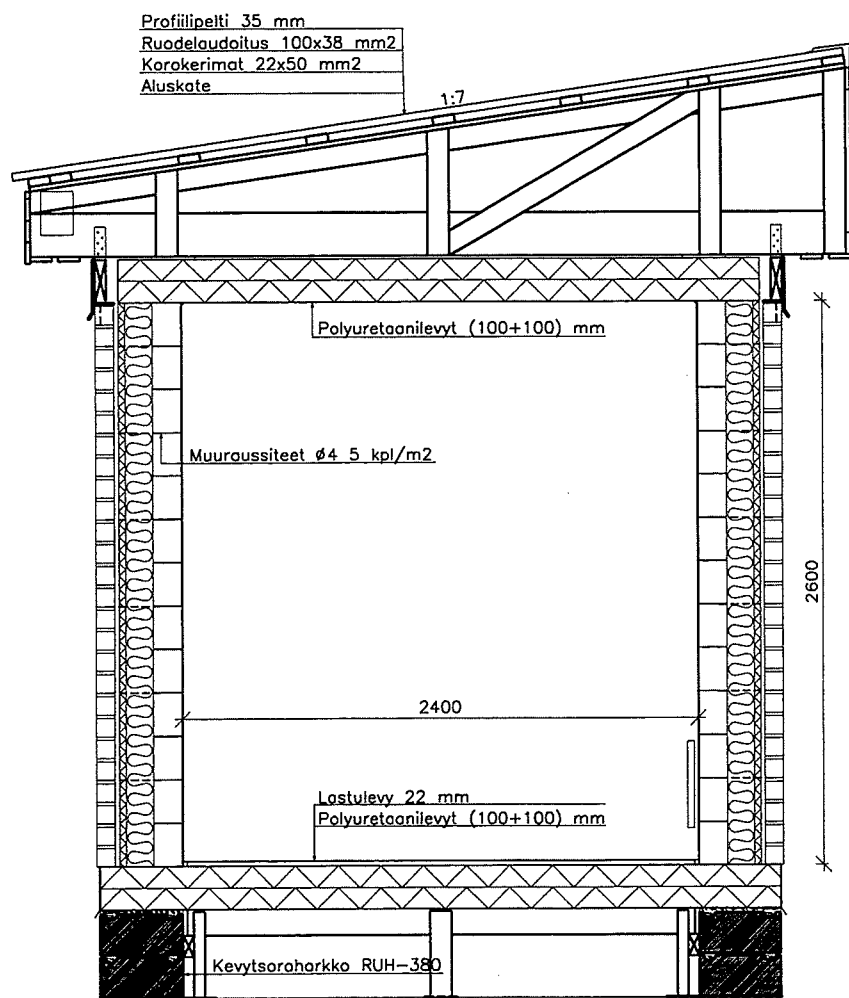 Profiilipelti 35 mm
Ruodelaudoitus 100x38 mm2
Korokerimat 22x50 mm2
Aluskate
1:7
Polyuretaanilevyt (100+100) mm
Muuraussiteet Ø4 5 kpl/m2
2600
2400
Lastulevy 22 mm
Polyuretaanilevyt (100+100) mm
Kevytsoraharkko RUH-380